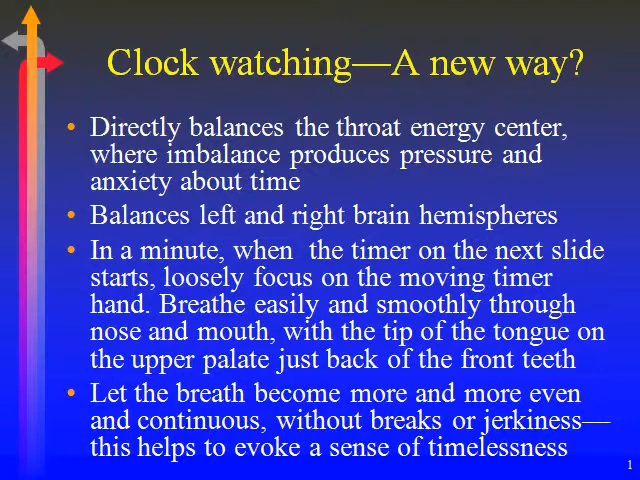 Clock watching—A new way?
• Directly balances the throat energy center,
where imbalance produces pressure and
anxiety about time
• Balances left and right brain hemispheres
• In a minute, when  the timer on the next slide
starts, loosely focus on the moving timer
hand. Breathe easily and smoothly through
nose and mouth, with the tip of the tongue on
the upper palate just back of the front teeth
• Let the breath become more and more even
and continuous, without breaks or jerkiness—
this helps to evoke a sense of timelessness
1